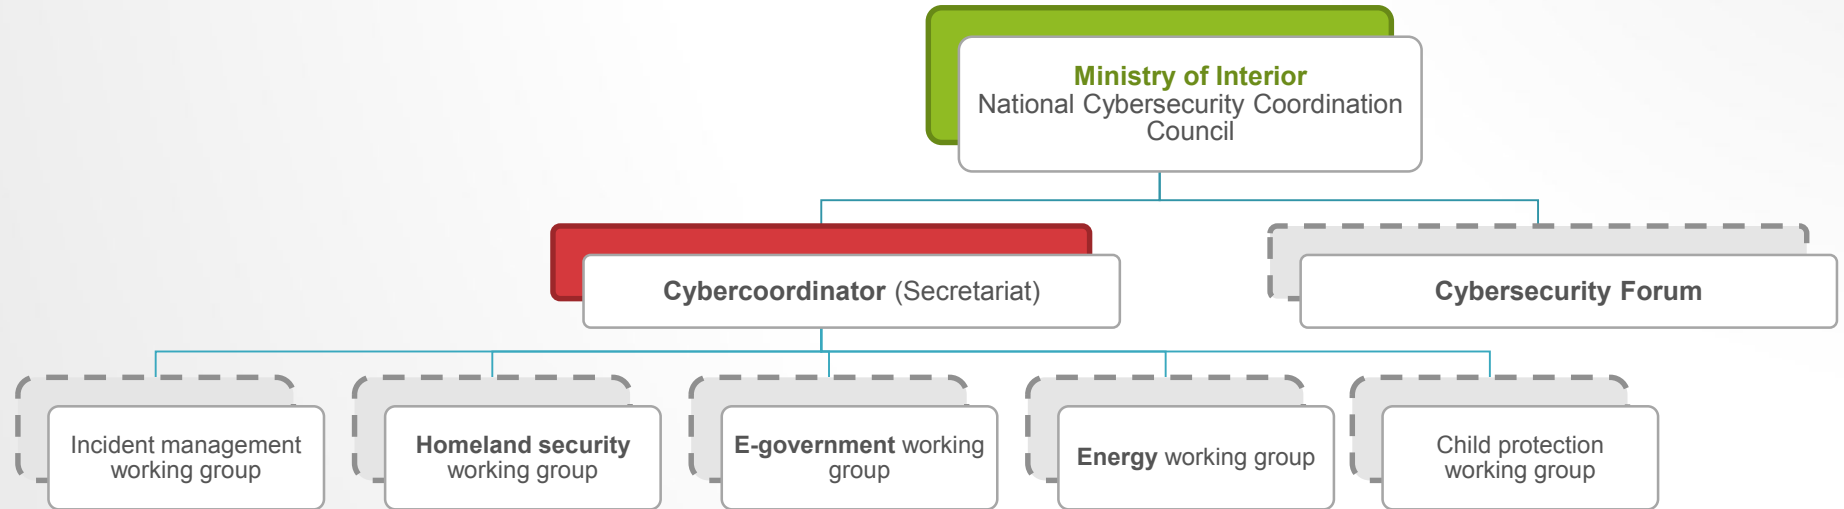 Ministry of Interior
National Cybersecurity Coordination
Council
Cybercoordinator (Secretariat)
Cybersecurity Forum
Incident management
working group
Homeland security
working group
E-government working
group
Energy working group
Child protection
working group